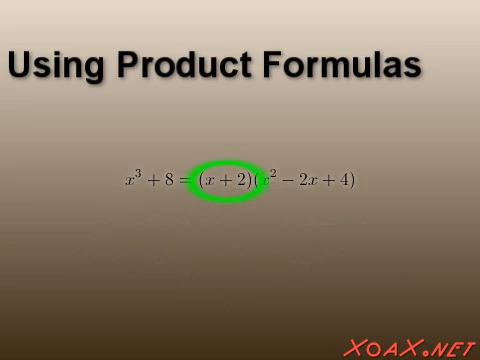 Using Product Formulas
x³ + 8 = (x + 2)(x² − 2x + 4)
XOAX.NET